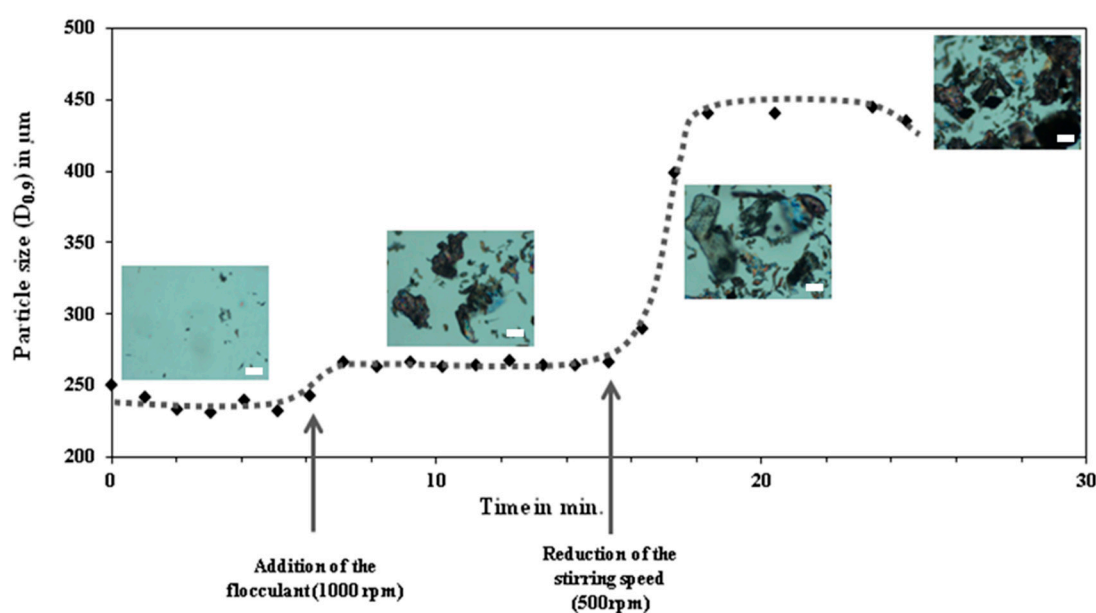 500
450
400
350
300
250
200
Particle size (D0.9) in µm
0
10
20
30
Time in min.
Addition of the
flocculant (1000 rpm)
Reduction of the
stirring speed
(500rpm)